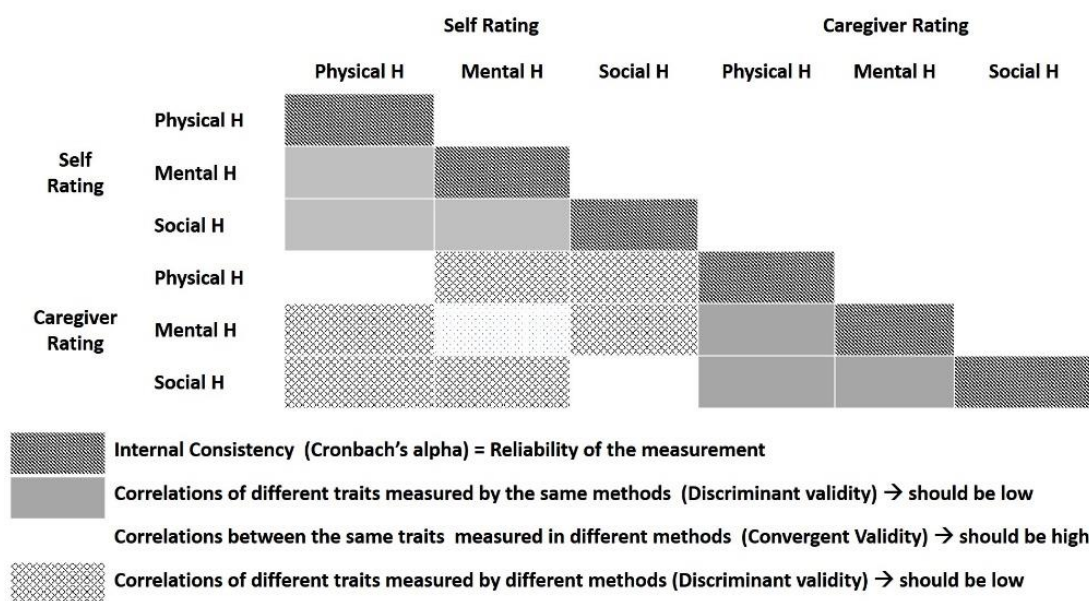 Self Rating Caregiver Rating
Physical H Mental H Social H Physical H Mental H Social H
Physical H
Self
Rating
Mental H
Social H
Physical H
Caregiver
Rating
Mental H
Social H
Internal Consistency (Cronbach's alpha) = Reliability of the measurement
Correlations of different traits measured by the same methods (Discriminant validity) → should be low
Correlations between the same traits measured in different methods (Convergent Validity) → should be high
Correlations of different traits measured by different methods (Discriminant validity) → should be low